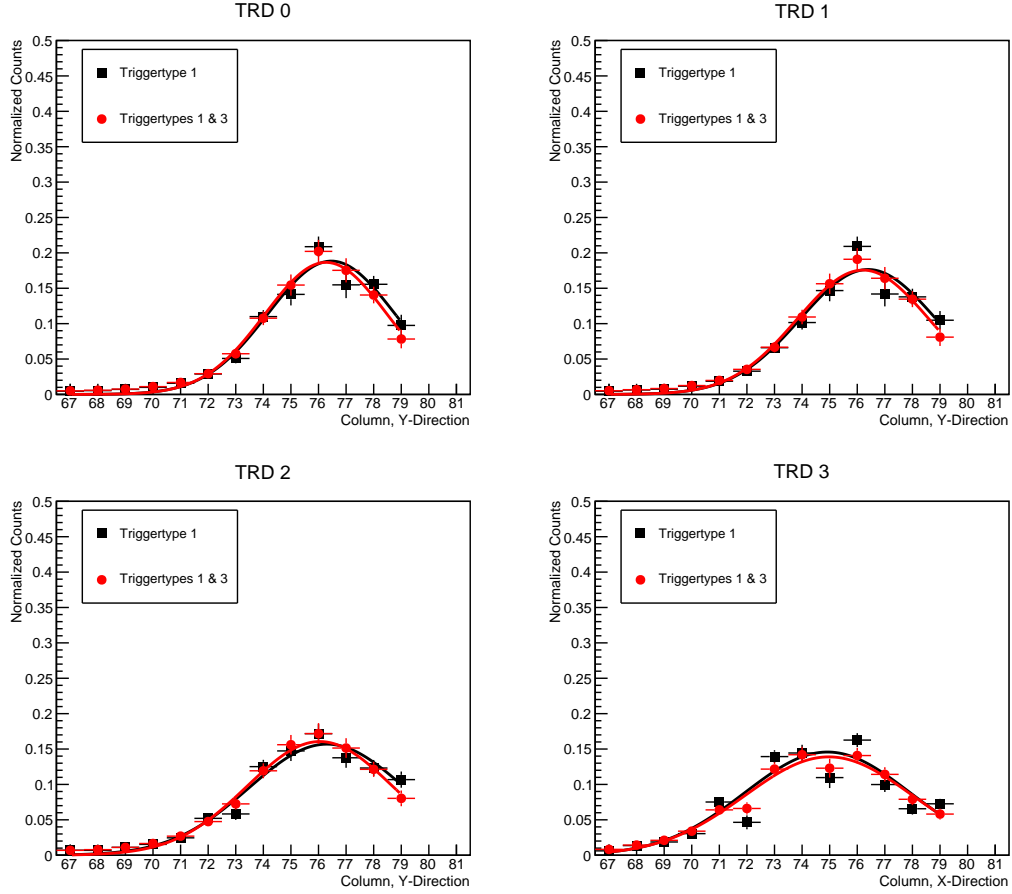 TRD 0
Normalized Counts
0.5
0.45
0.4
0.35
0.3
0.25
0.2
0.15
0.1
0.05
0
Triggertype 1
Triggertypes 1 & 3
67 68 69 70 71 72 73 74 75 76 77 78 79 80 81
Column, Y-Direction
TRD 1
Normalized Counts
0.5
0.45
0.4
0.35
0.3
0.25
0.2
0.15
0.1
0.05
0
Triggertype 1
Triggertypes 1 & 3
67 68 69 70 71 72 73 74 75 76 77 78 79 80 81
Column, Y-Direction
TRD 2
Normalized Counts
0.5
0.45
0.4
0.35
0.3
0.25
0.2
0.15
0.1
0.05
0
Triggertype 1
Triggertypes 1 & 3
67 68 69 70 71 72 73 74 75 76 77 78 79 80 81
Column, Y-Direction
TRD 3
Normalized Counts
0.5
0.45
0.4
0.35
0.3
0.25
0.2
0.15
0.1
0.05
0
Triggertype 1
Triggertypes 1 & 3
67 68 69 70 71 72 73 74 75 76 77 78 79 80 81
Column, X-Direction